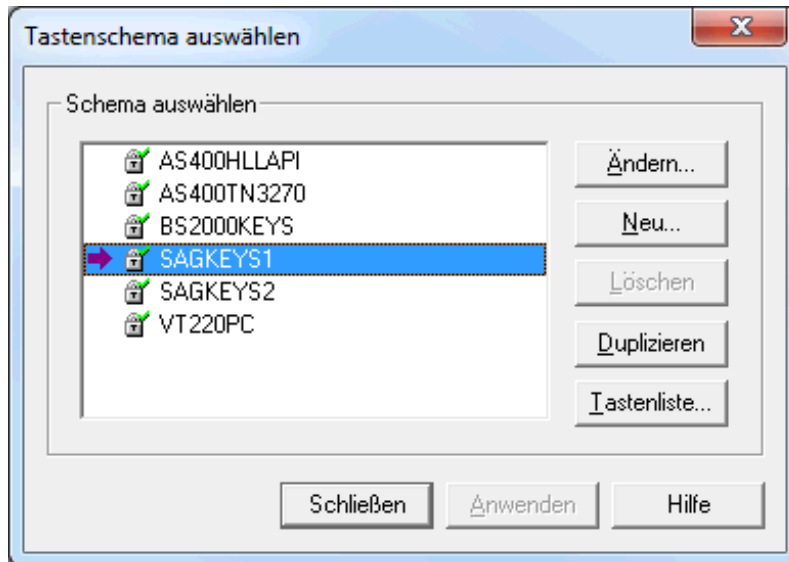 Tastenschema auswählen
Schema auswählen
AS400HLLAPI
AS400TN3270
BS2000KEYS
SAGKEYS1
SAGKEYS2
VT220PC
Ändern...
Neu...
Löschen
Duplizieren
Tastenliste...
Schließen
Anwenden
Hilfe